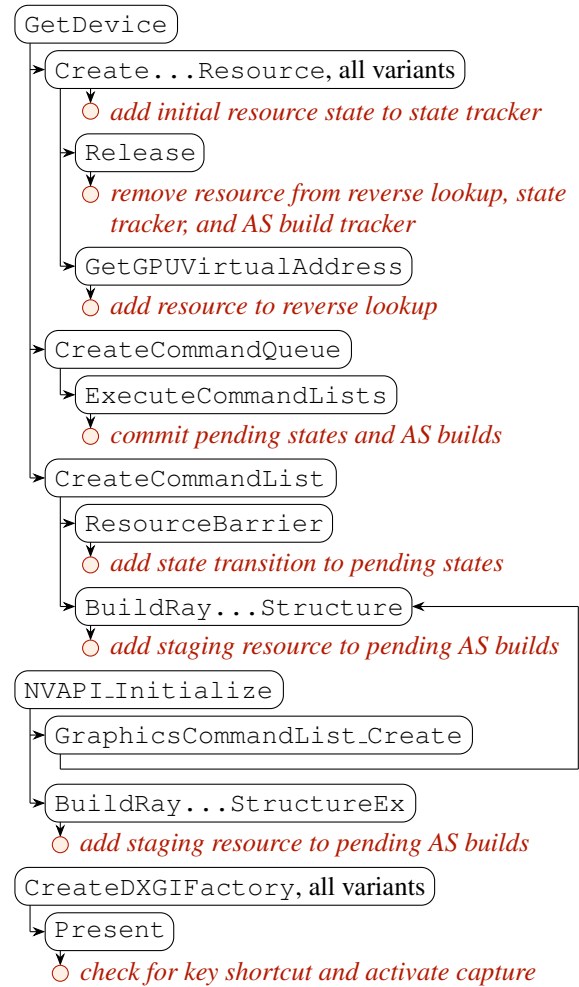 GetDevice
Create...Resource, all variants
add initial resource state to state tracker
Release
remove resource from reverse lookup, state
tracker, and AS build tracker
GetGPUVirtualAddress
add resource to reverse lookup
CreateCommandQueue
ExecuteCommandLists
commit pending states and AS builds
CreateCommandList
ResourceBarrier
add state transition to pending states
BuildRay...Structure
add staging resource to pending AS builds
NVAPI_Initialize
GraphicsCommandList_Create
BuildRay...StructureEx
add staging resource to pending AS builds
CreateDXGIFactory, all variants
Present
check for key shortcut and activate capture